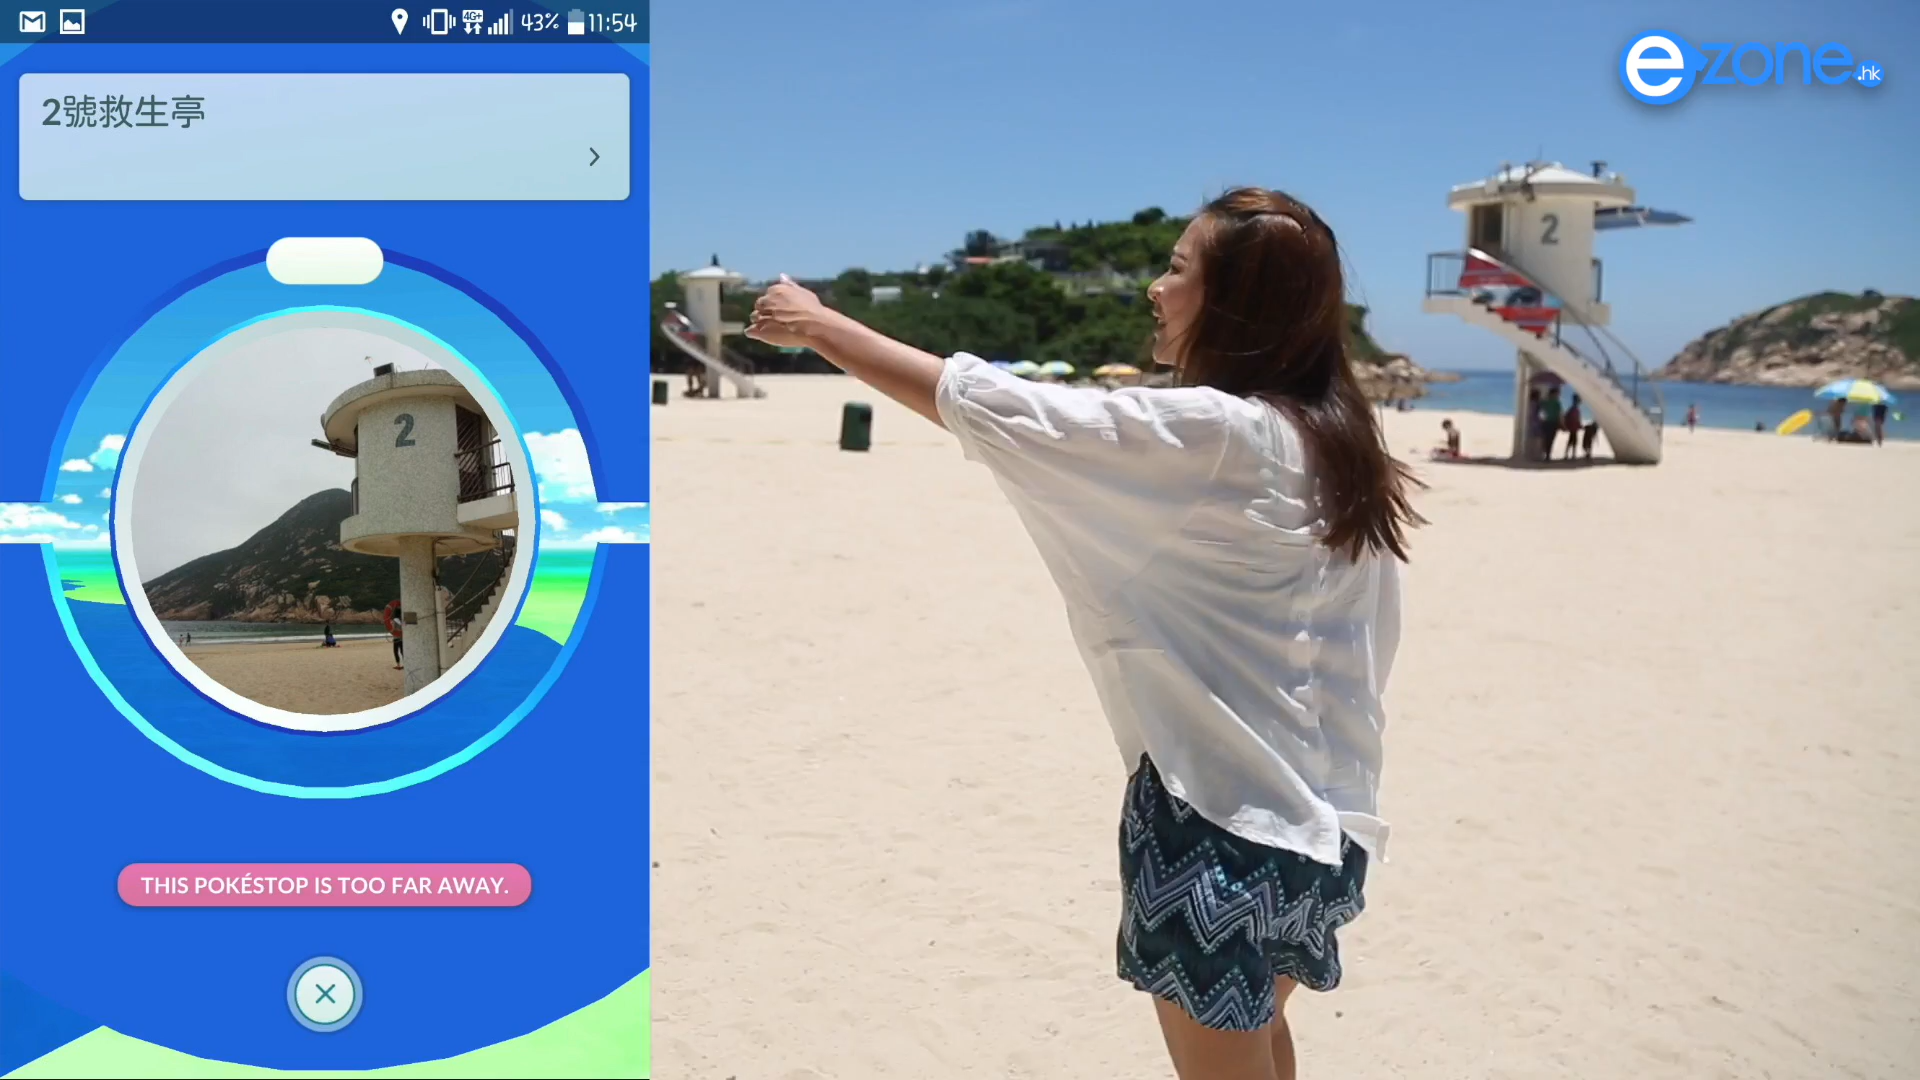 43% 11:54
2號救生亭
2
THIS POKÉSTOP IS TOO FAR AWAY.
ezone.hk
2